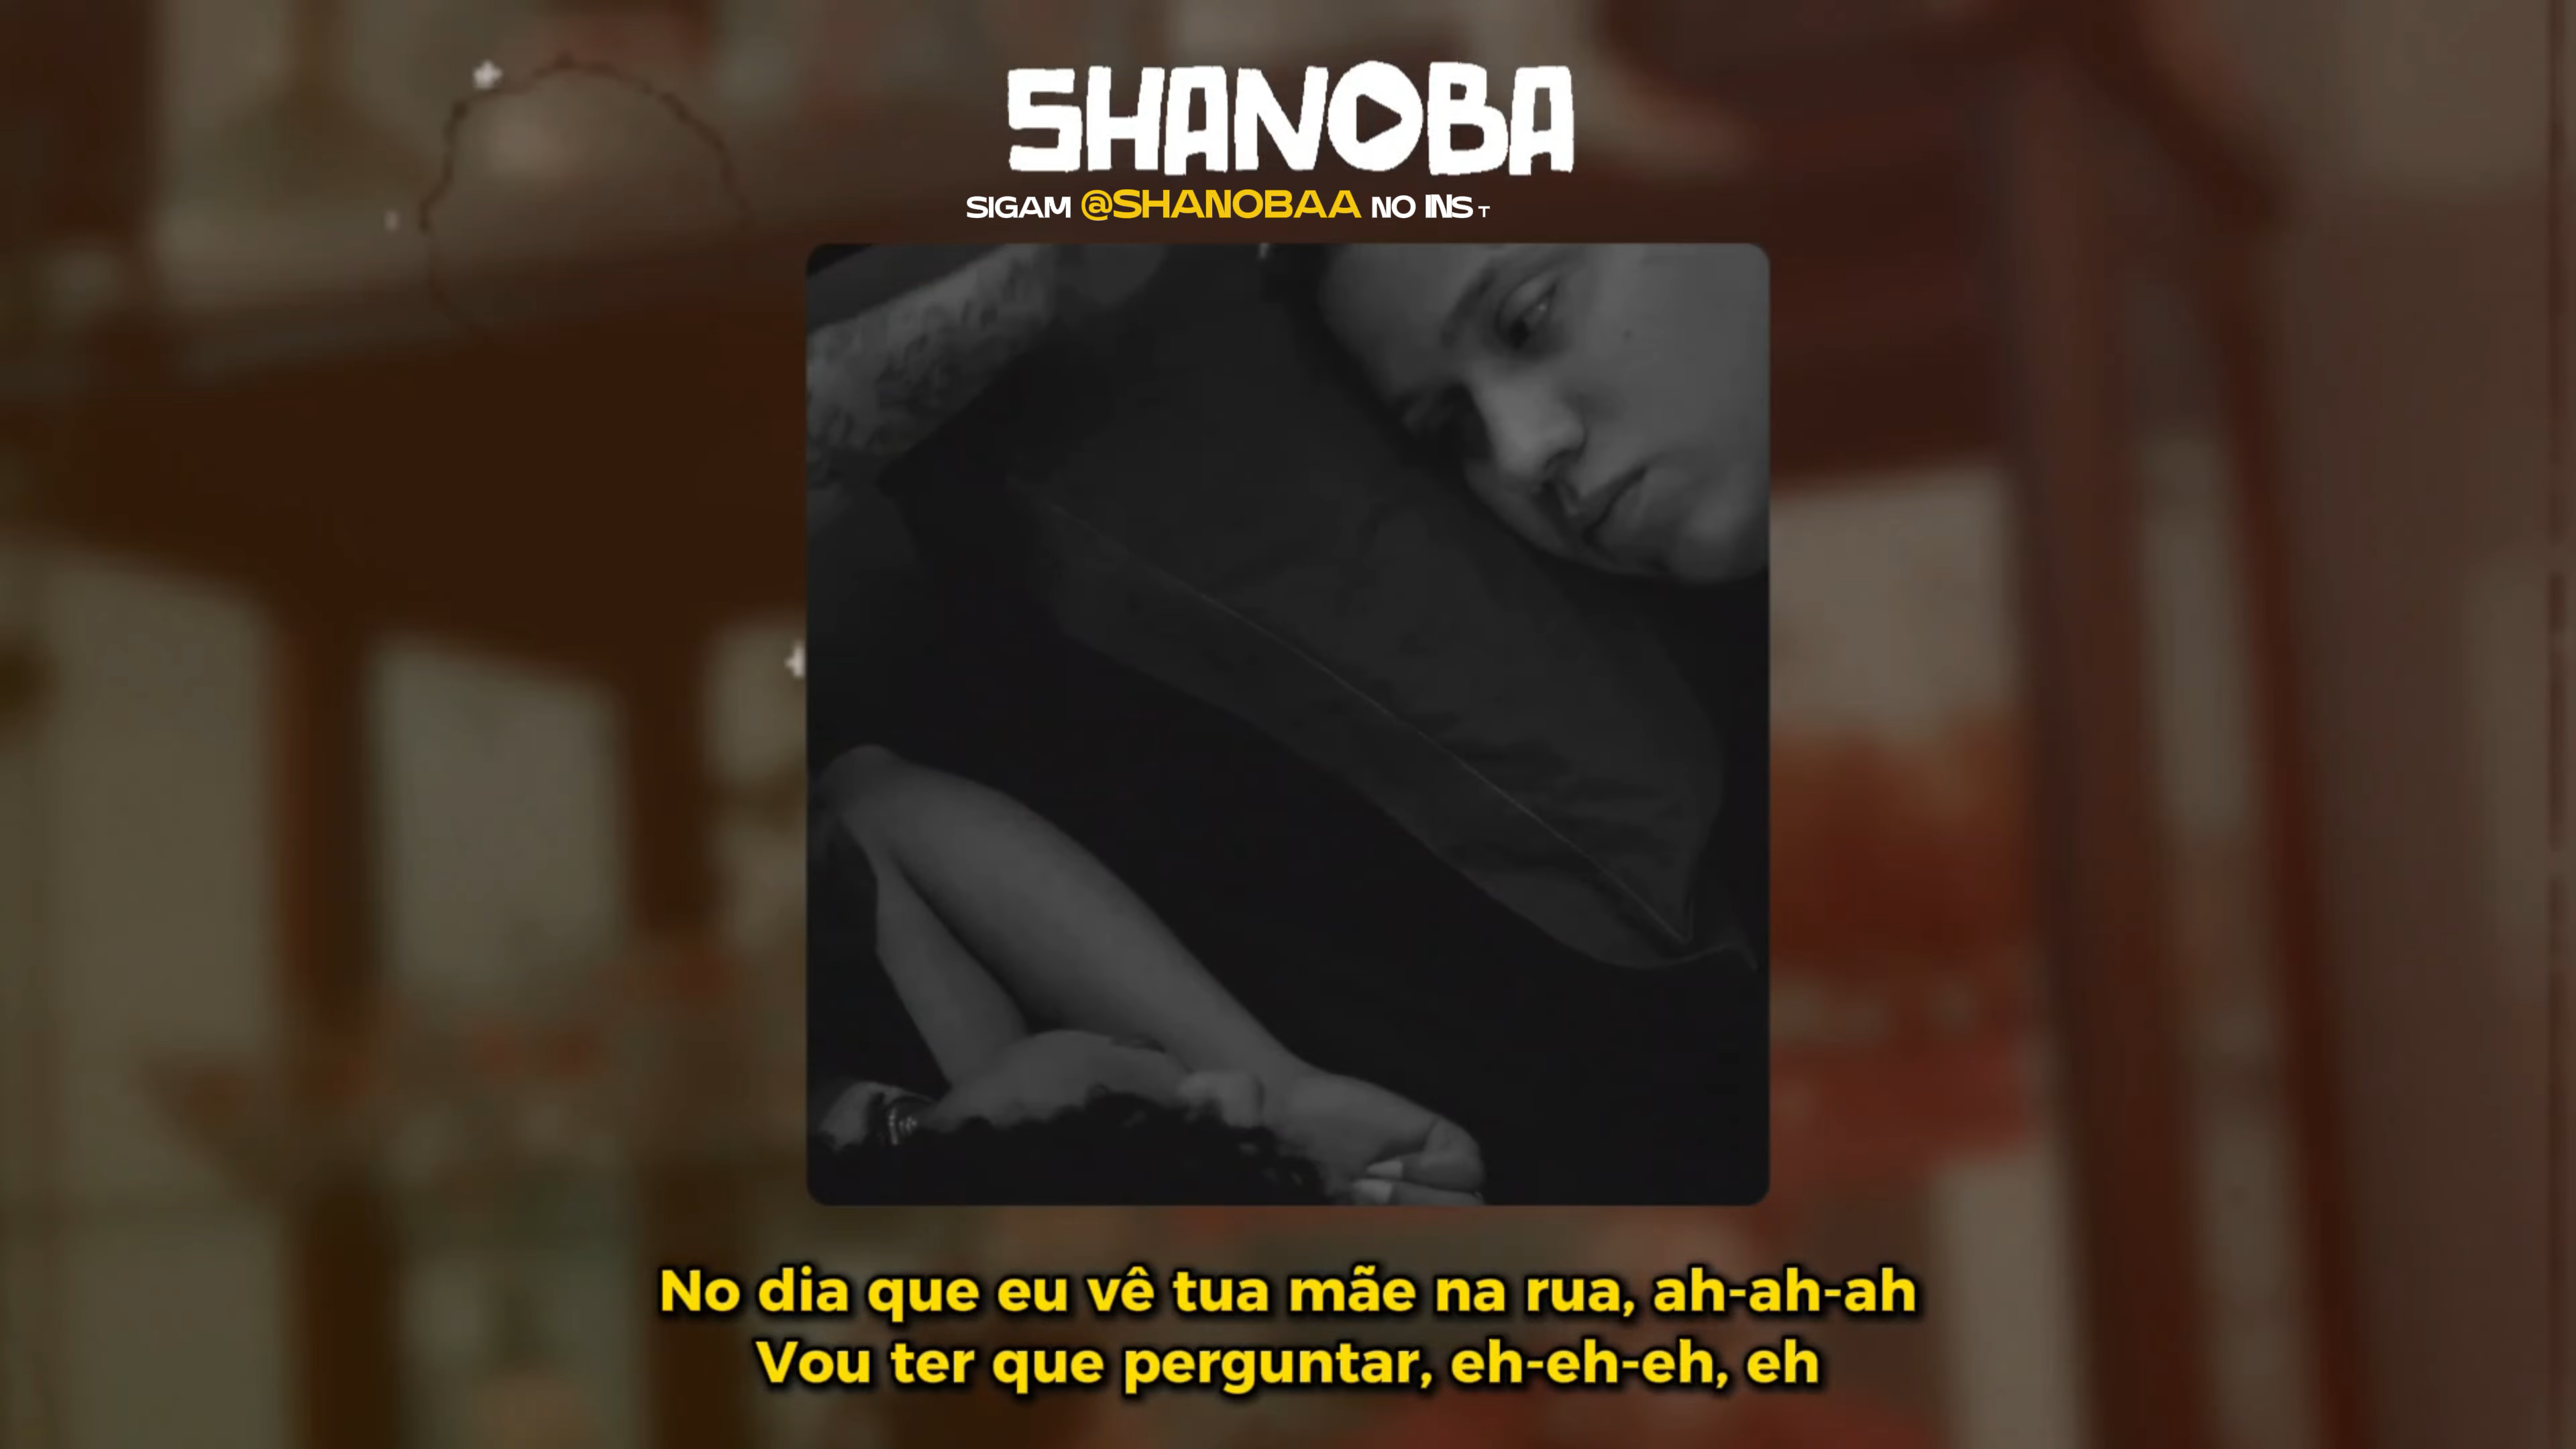 SHANOBA
SIGAM @SHANOBAA NO INST
No dia que eu vê tua mãe na rua, ah-ah-ah
Vou ter que perguntar, eh-eh-eh, eh